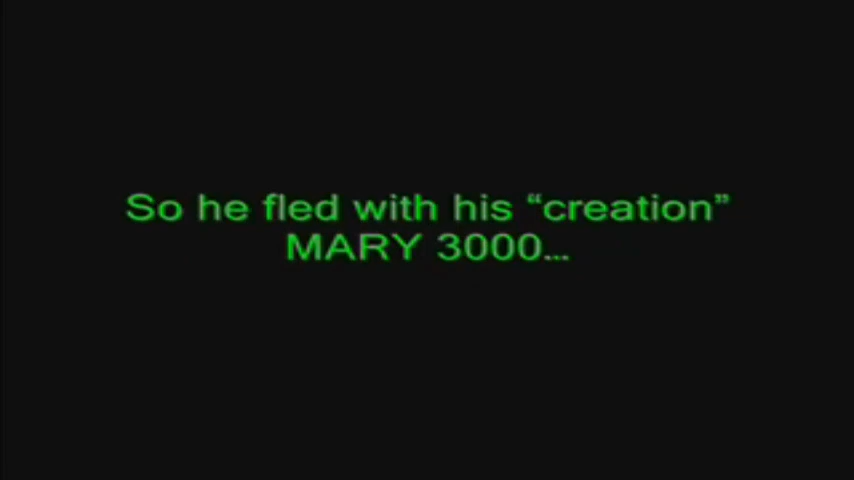 So he fled with his “creation”
MARY 3000...